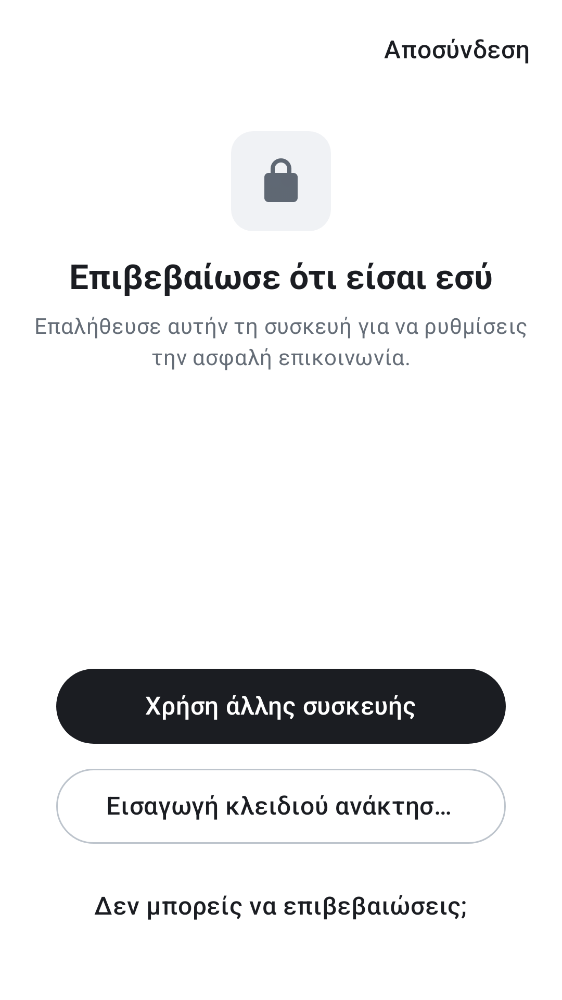 Αποσύνδεση
Επιβεβαίωσε ότι είσαι εσύ
Επαλήθευσε αυτήν τη συσκευή για να ρυθμίσεις
την ασφαλή επικοινωνία.
Χρήση άλλης συσκευής
Εισαγωγή κλειδιού ανάκτησ…
Δεν μπορείς να επιβεβαιώσεις;